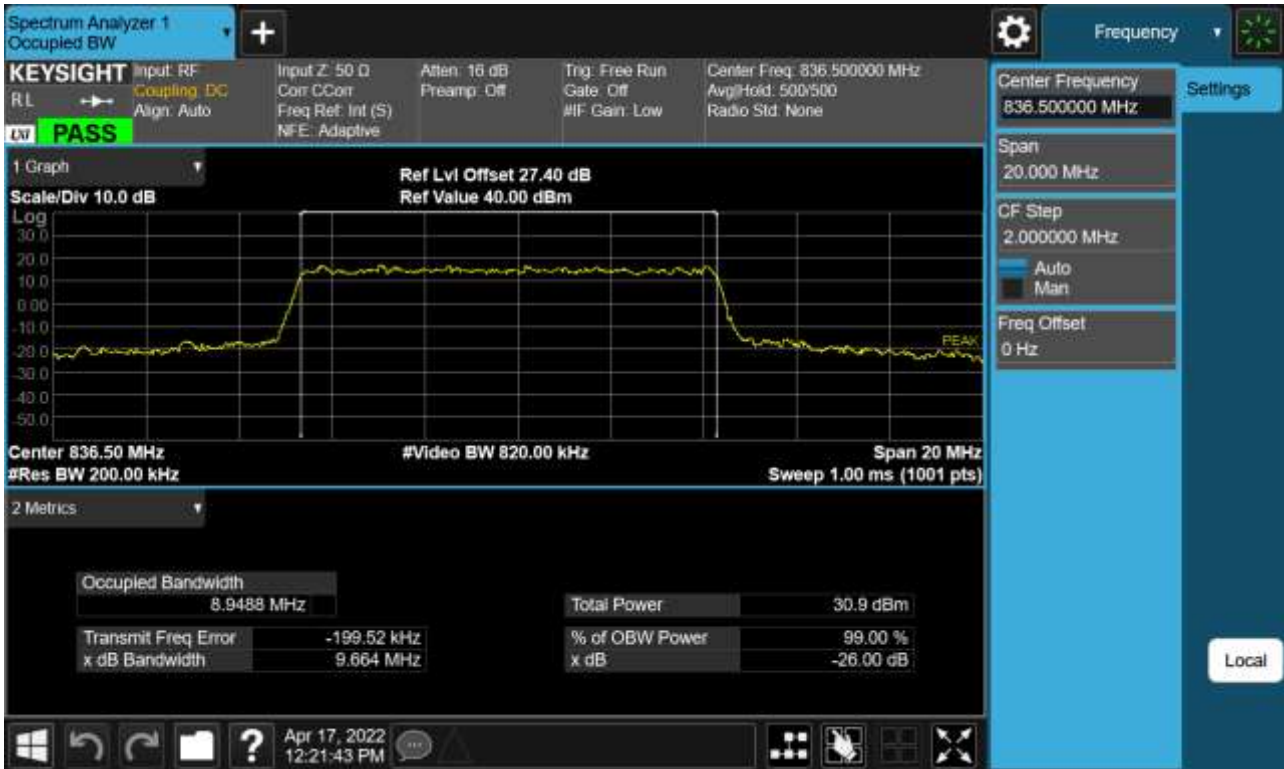 Spectrum Analyzer 1
Occupied BW
+
Frequency
KEYSIGHT
RL
LXI
PASS
Input: RF
Coupling: DC
Align: Auto
Input Z: 50 Ω
Corr CCorr
Freq Ref: Int (S)
NFE: Adaptive
Atten: 16 dB
Preamp: Off
Trig: Free Run
Gate: Off
#IF Gain: Low
Center Freq: 836.500000 MHz
Avg|Hold: 500/500
Radio Std: None
Center Frequency
836.500000 MHz
Settings
Span
20.000 MHz
CF Step
2.000000 MHz
Auto
Man
Freq Offset
0 Hz
Local
1 Graph
Scale/Div 10.0 dB
Ref Lvl Offset 27.40 dB
Ref Value 40.00 dBm
Log
30.0
20.0
10.0
0.00
-10.0
-20.0
-30.0
-40.0
-50.0
PEAK
Center 836.50 MHz
#Video BW 820.00 kHz
Span 20 MHz
#Res BW 200.00 kHz
Sweep 1.00 ms (1001 pts)
2 Metrics
Occupied Bandwidth
8.9488 MHz
Total Power 30.9 dBm
Transmit Freq Error -199.52 kHz
% of OBW Power 99.00 %
x dB Bandwidth 9.664 MHz
x dB -26.00 dB
?
Apr 17, 2022
12:21:43 PM